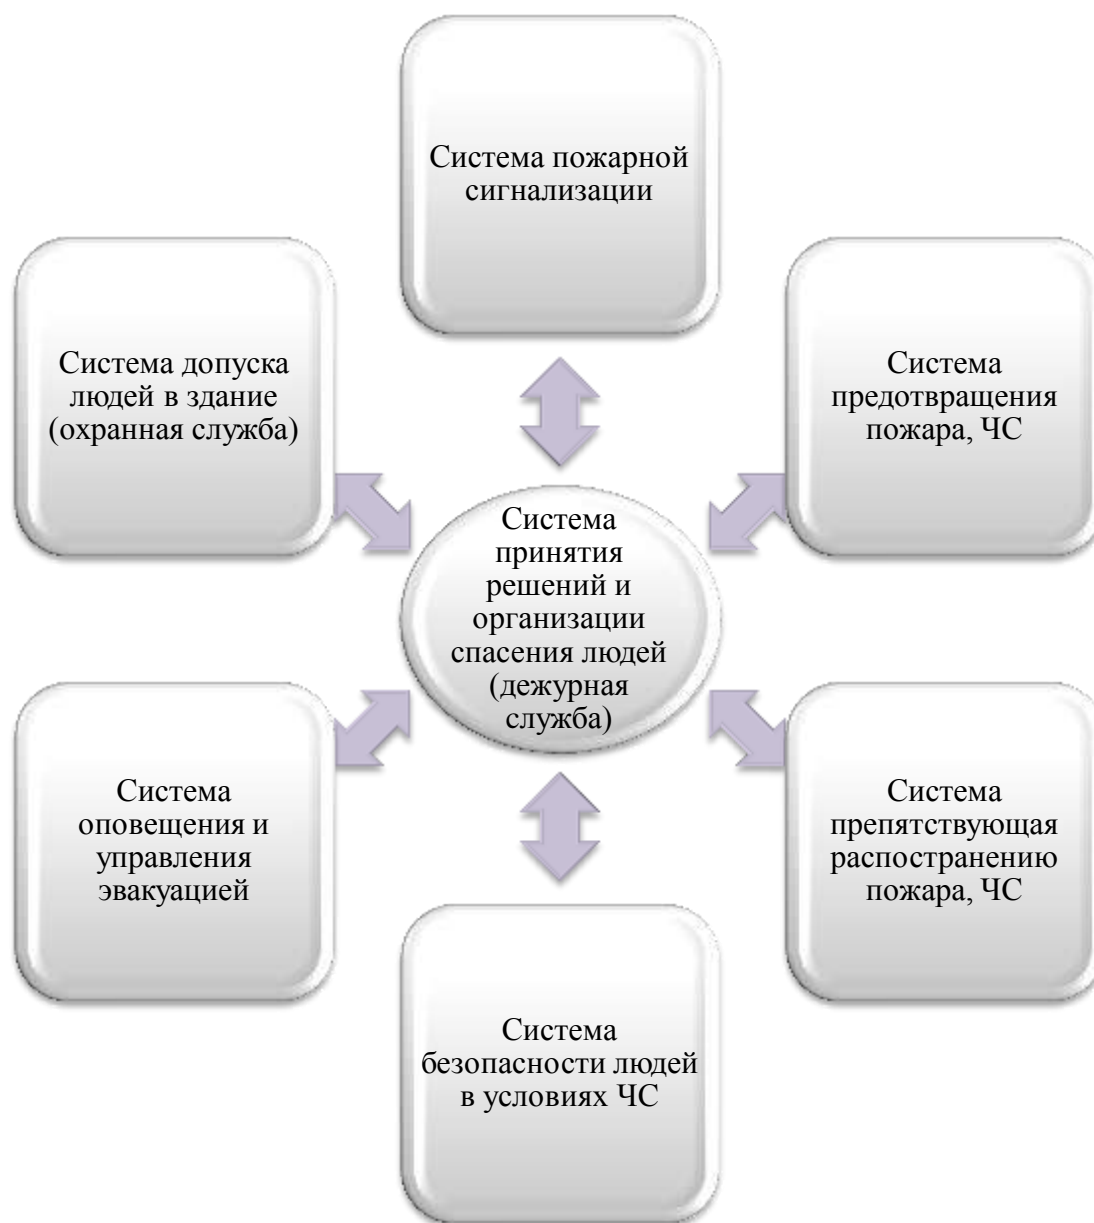 Система пожарной
сигнализации
Система допуска
людей в здание
(охранная служба)
Система
предотвращения
пожара, ЧС
Система
принятия
решений и
организации
спасения людей
(дежурная
служба)
Система
оповещения и
управления
эвакуацией
Система
препятствующая
распостранению
пожара, ЧС
Система
безопасности людей
в условиях ЧС